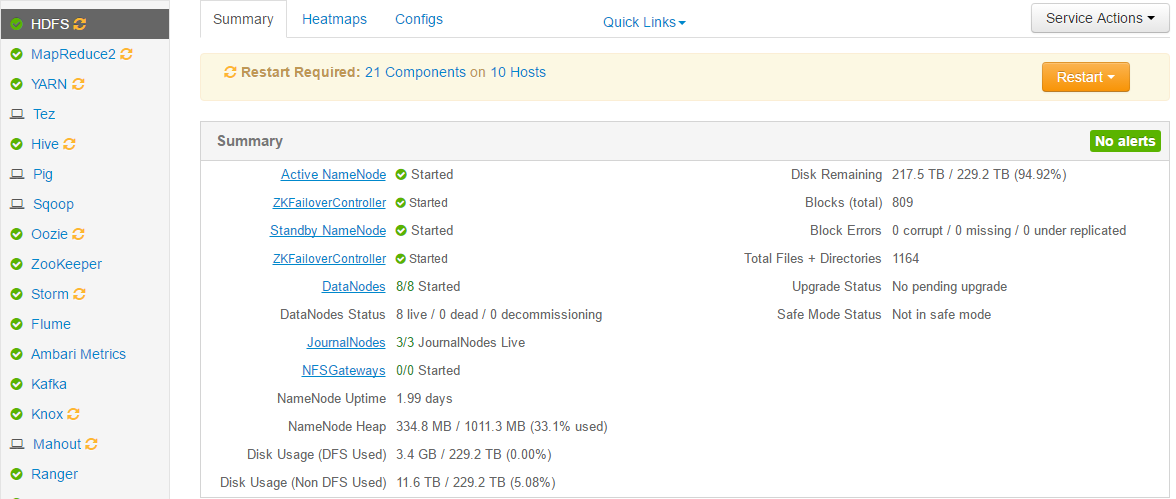 HDFS
MapReduce2
YARN
Tez
Hive
Pig
Sqoop
Oozie
ZooKeeper
Storm
Flume
Ambari Metrics
Kafka
Knox
Mahout
Ranger
Summary Heatmaps Configs Quick Links Service Actions
Restart Required: 21 Components on 10 Hosts Restart
Summary No alerts
Active NameNode Started
ZKFailoverController Started
Standby NameNode Started
ZKFailoverController Started
DataNodes 8/8 Started
DataNodes Status 8 live / 0 dead / 0 decommissioning
JournalNodes 3/3 JournalNodes Live
NFSGateways 0/0 Started
NameNode Uptime 1.99 days
NameNode Heap 334.8 MB / 1011.3 MB (33.1% used)
Disk Usage (DFS Used) 3.4 GB / 229.2 TB (0.00%)
Disk Usage (Non DFS Used) 11.6 TB / 229.2 TB (5.08%)
Disk Remaining 217.5 TB / 229.2 TB (94.92%)
Blocks (total) 809
Block Errors 0 corrupt / 0 missing / 0 under replicated
Total Files + Directories 1164
Upgrade Status No pending upgrade
Safe Mode Status Not in safe mode